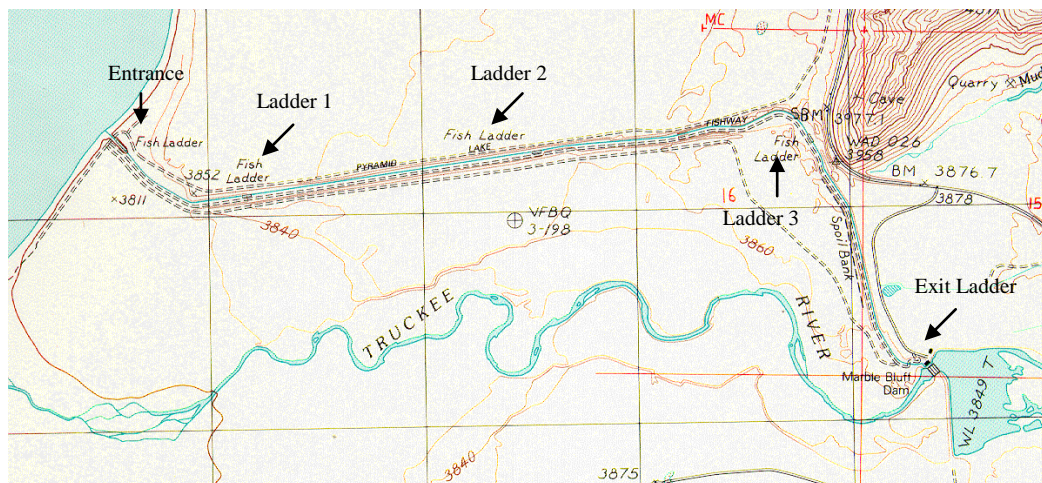 MC
Entrance
Ladder 1
Ladder 2
Quarry
Mud
Cave
SBM
3977.1
FISHWAY
Fish Ladder
Fish Ladder
LAKE
PYRAMID
Fish
Ladder
3852
Fish
Ladder
WAD 026
3958
BM
3876.7
3878
×3811
16
15
Ladder 3
3840
VFBQ
3-198
3860
Spoil Bank
TRUCKEE
RIVER
Exit Ladder
Marble Bluff
Dam
WL 3849 T
3840
3875